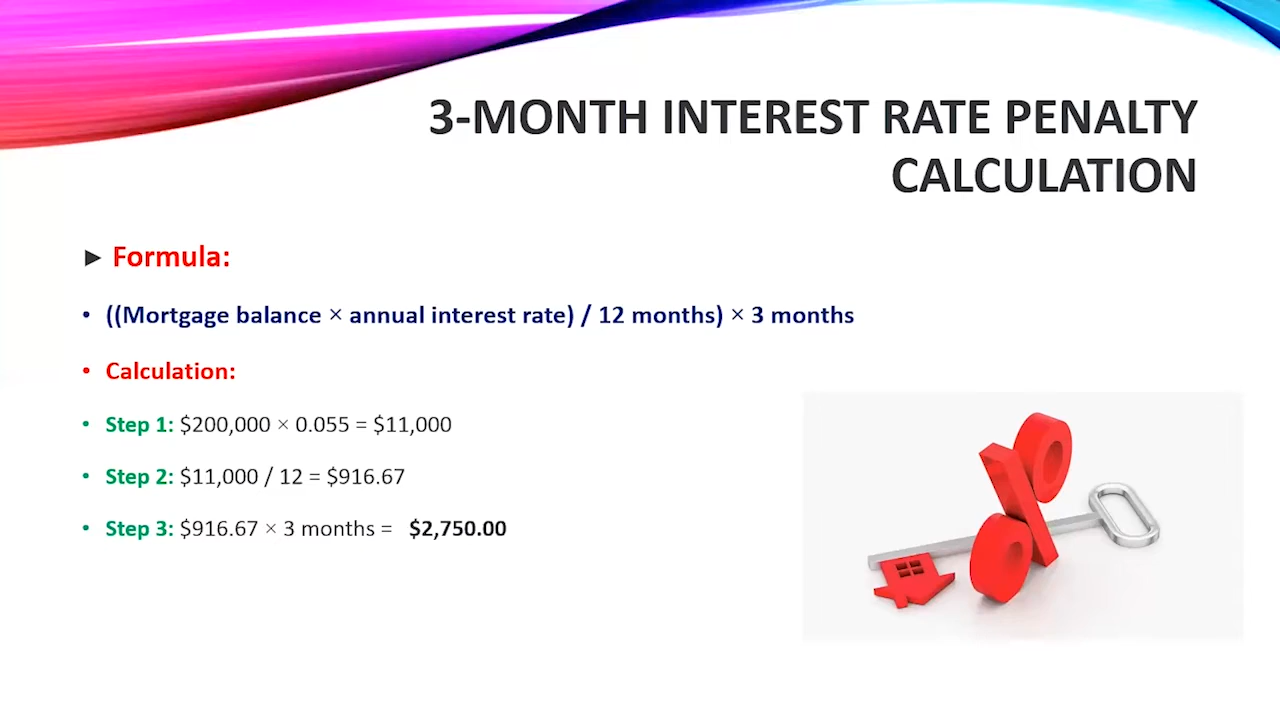 3-MONTH INTEREST RATE PENALTY
CALCULATION
► Formula:
• ((Mortgage balance × annual interest rate) / 12 months) × 3 months
• Calculation:
• Step 1: $200,000 × 0.055 = $11,000
• Step 2: $11,000 / 12 = $916.67
• Step 3: $916.67 × 3 months = $2,750.00